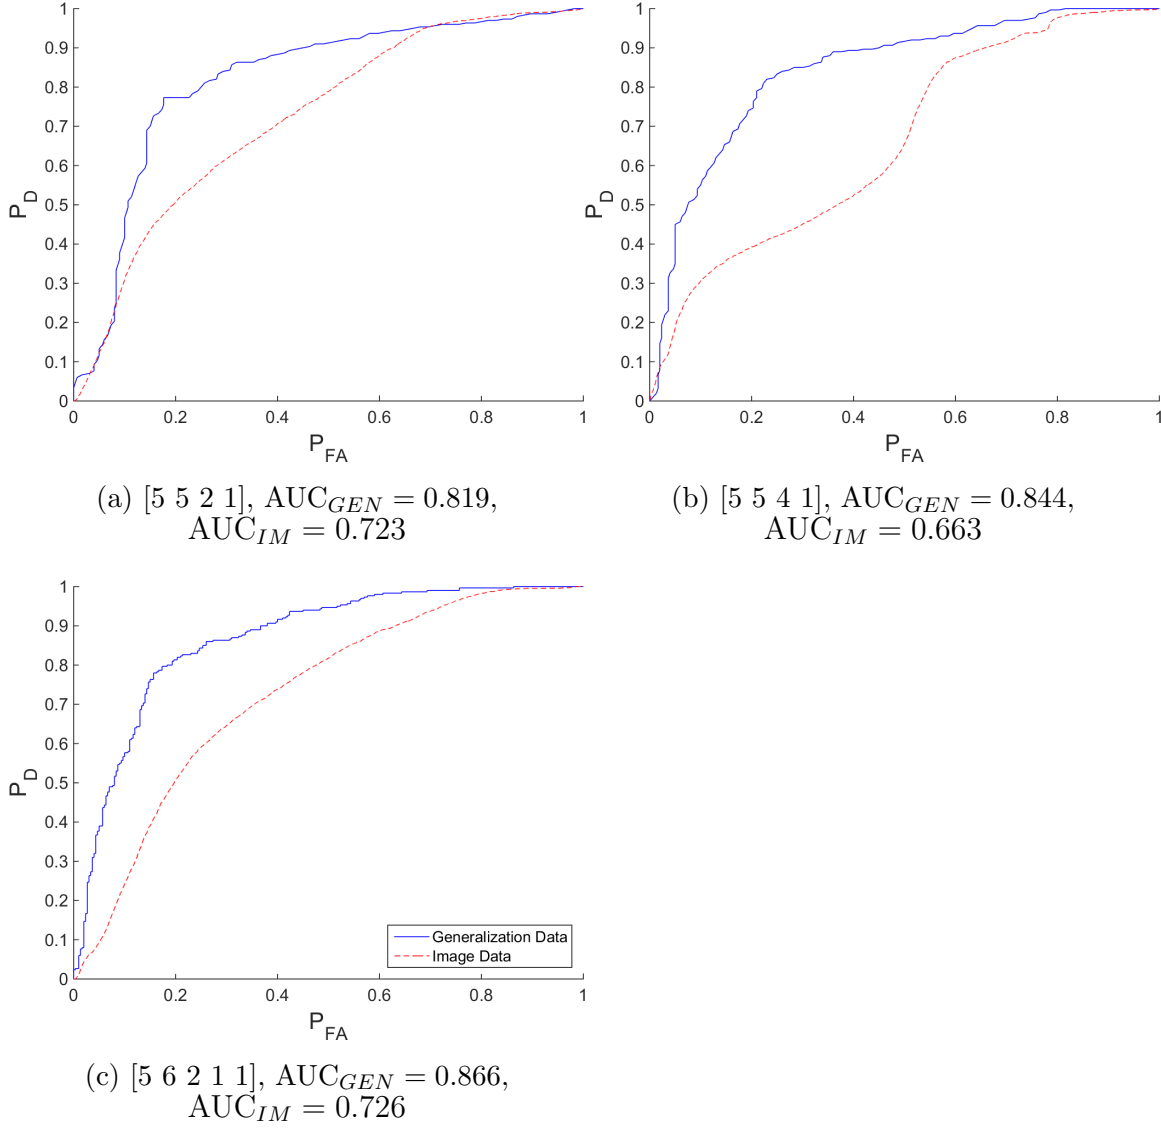 1
0.9
0.8
0.7
0.6
0.5
0.4
0.3
0.2
0.1
0
P_D
0 0.2 0.4 0.6 0.8 1
P_FA
(a) [5 5 2 1], AUC_GEN = 0.819,
AUC_IM = 0.723
1
0.9
0.8
0.7
0.6
0.5
0.4
0.3
0.2
0.1
0
P_D
0 0.2 0.4 0.6 0.8 1
P_FA
(b) [5 5 4 1], AUC_GEN = 0.844,
AUC_IM = 0.663
1
0.9
0.8
0.7
0.6
0.5
0.4
0.3
0.2
0.1
0
P_D
Generalization Data
Image Data
0 0.2 0.4 0.6 0.8 1
P_FA
(c) [5 6 2 1 1], AUC_GEN = 0.866,
AUC_IM = 0.726